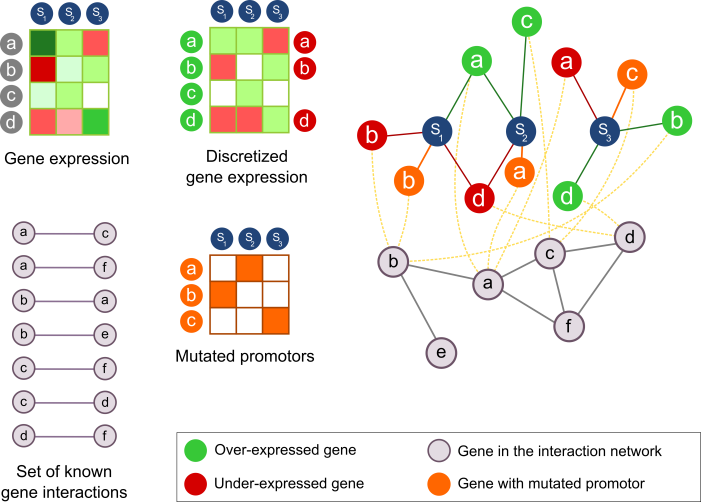 S1 S2 S3
a
b
c
d
Gene expression
S1 S2 S3
a a
b b
c
d d
Discretized
gene expression
a c
a f
b a
b e
c f
c d
d f
Set of known
gene interactions
S1 S2 S3
a
b
c
Mutated promotors
c
a a c
b S1 S2 S3 b
b a
d d
b c d
a
f
e
Over-expressed gene
Under-expressed gene
Gene in the interaction network
Gene with mutated promotor